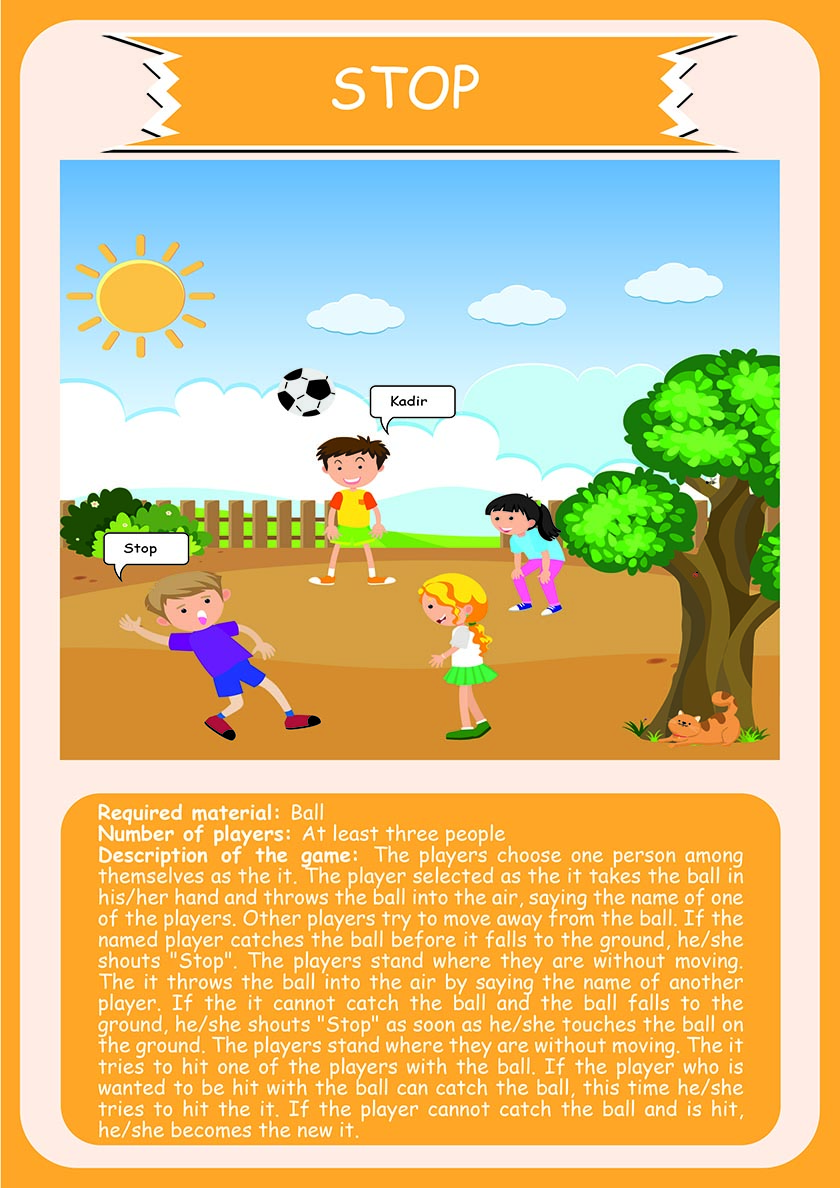 STOP
Kadir
Stop
Required material: Ball
Number of players: At least three people
Description of the game: The players choose one person among
themselves as the it. The player selected as the it takes the ball in
his/her hand and throws the ball into the air, saying the name of one
of the players. Other players try to move away from the ball. If the
named player catches the ball before it falls to the ground, he/she
shouts "Stop". The players stand where they are without moving.
The it throws the ball into the air by saying the name of another
player. If the it cannot catch the ball and the ball falls to the
ground, he/she shouts "Stop" as soon as he/she touches the ball on
the ground. The players stand where they are without moving. The it
tries to hit one of the players with the ball. If the player who is
wanted to be hit with the ball can catch the ball, this time he/she
tries to hit the it. If the player cannot catch the ball and is hit,
he/she becomes the new it.